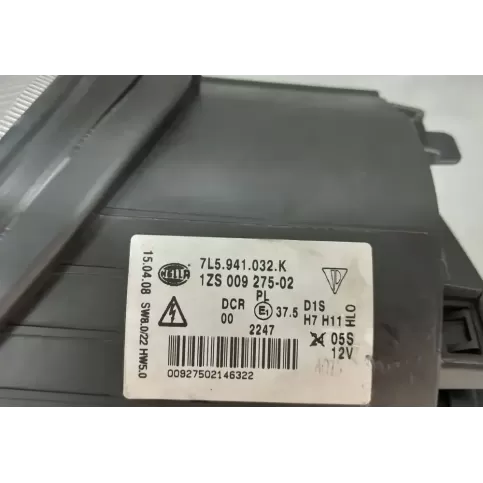 15.04.08 SW8.0/22 HW5.0
HELLA
7L5.941.032.K
1ZS 009 275-02
PL
DCR E1 37.5 D1S
00 H7 H11 HLO
2247
05S
12V
00927502146322